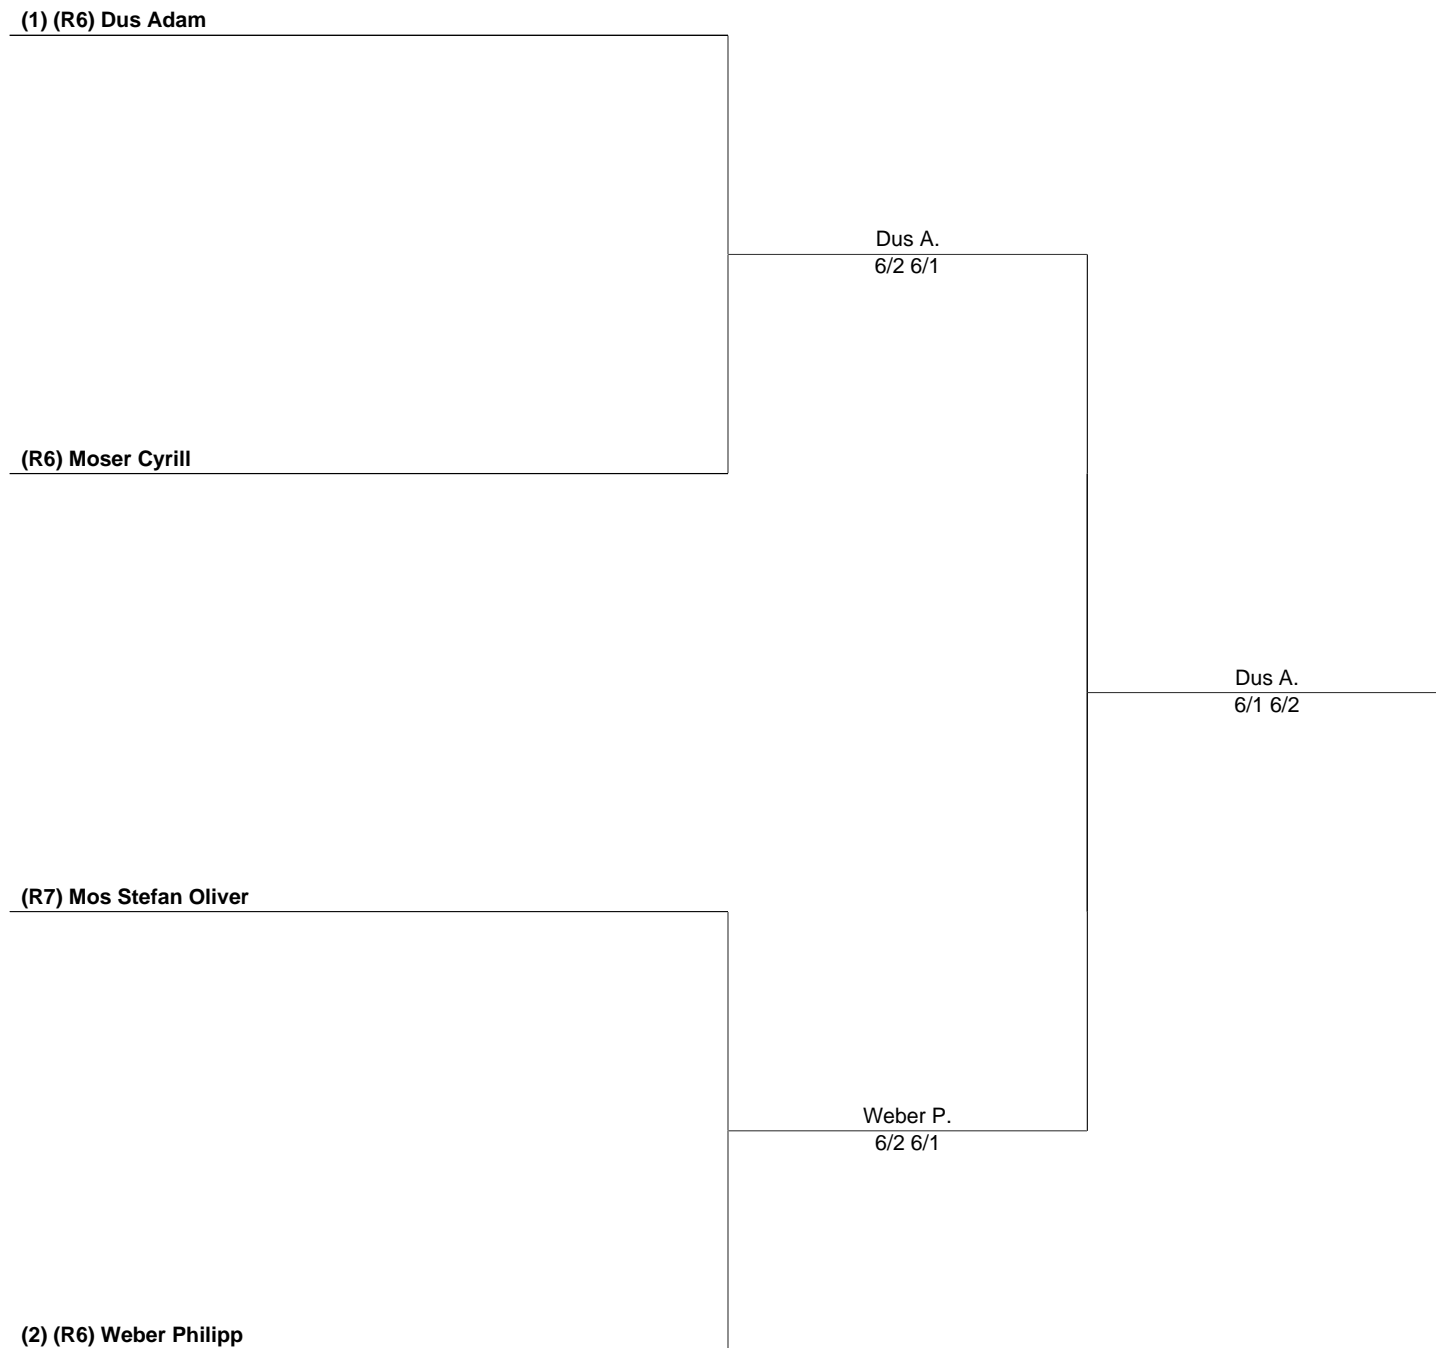 (1) (R6) Dus Adam
Dus A.
6/2 6/1
(R6) Moser Cyrill
Dus A.
6/1 6/2
(R7) Mos Stefan Oliver
Weber P.
6/2 6/1
(2) (R6) Weber Philipp